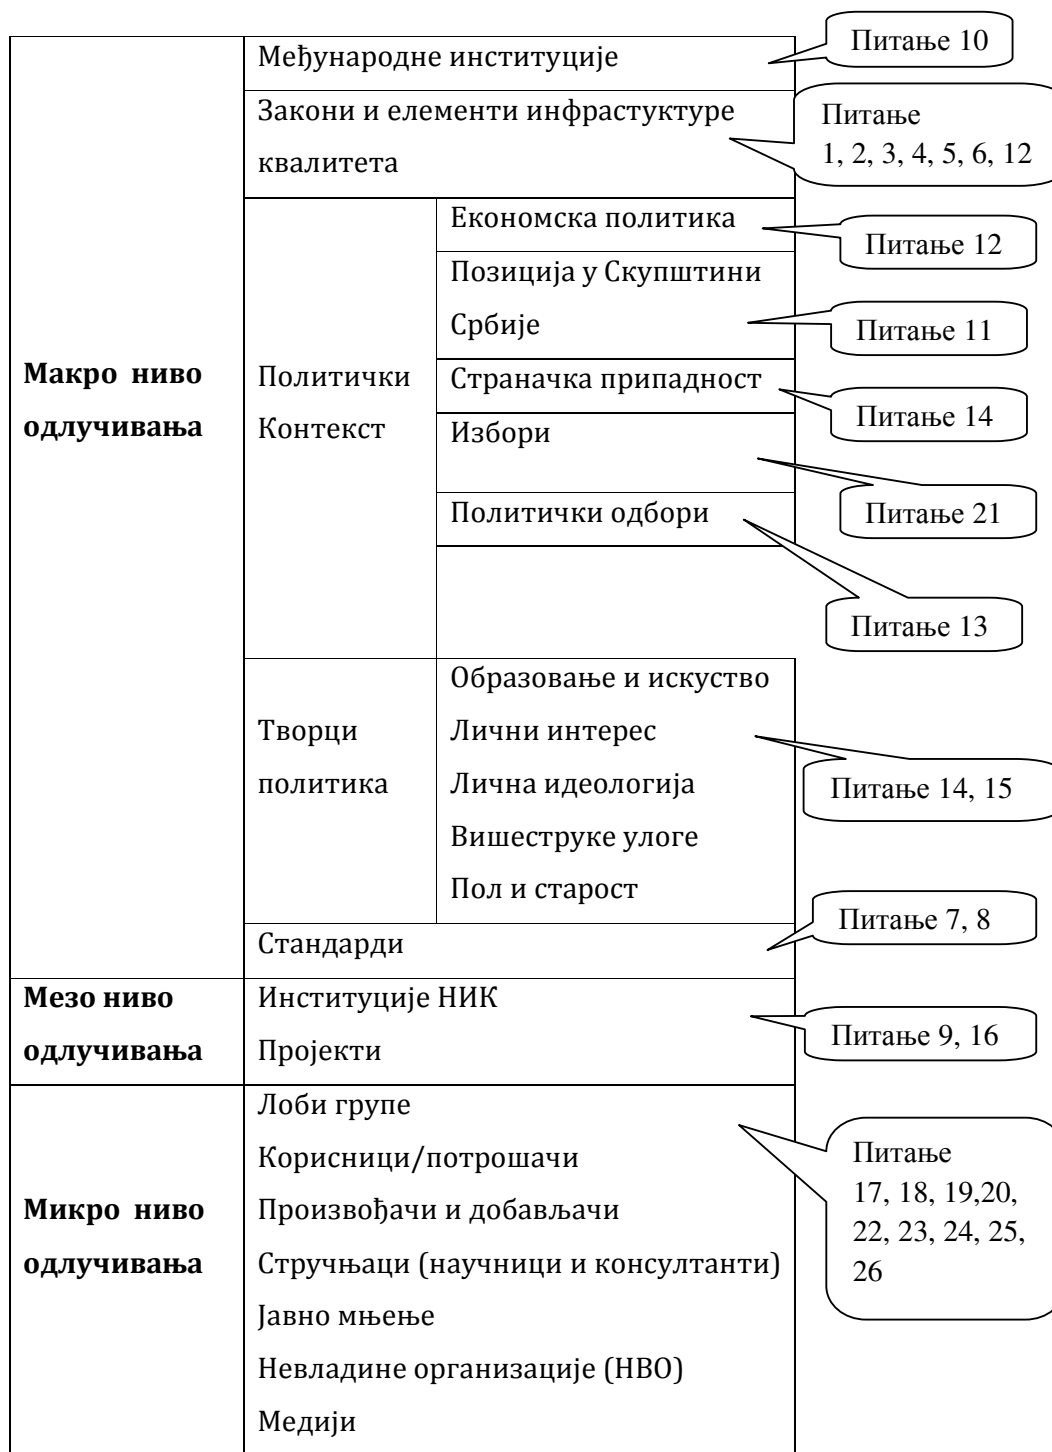 Међународне институције
Питање 10
Закони и елементи инфрастуктуре
квалитета
Питање
1, 2, 3, 4, 5, 6, 12
Макро ниво
одлучивања
Политички
Контекст
Економска политика
Питање 12
Позиција у Скупштини
Србије
Питање 11
Страначка припадност
Питање 14
Избори
Питање 21
Политички одбори
Питање 13
Творци
политика
Образовање и искуство
Лични интерес
Лична идеологија
Вишеструке улоге
Пол и старост
Питање 14, 15
Стандарди
Питање 7, 8
Мезо ниво
одлучивања
Институције НИК
Пројекти
Питање 9, 16
Микро ниво
одлучивања
Лоби групе
Корисници/потрошачи
Произвођачи и добављачи
Стручњаци (научници и консултанти)
Јавно мњење
Невладине организације (НВО)
Медији
Питање
17, 18, 19,20,
22, 23, 24, 25,
26